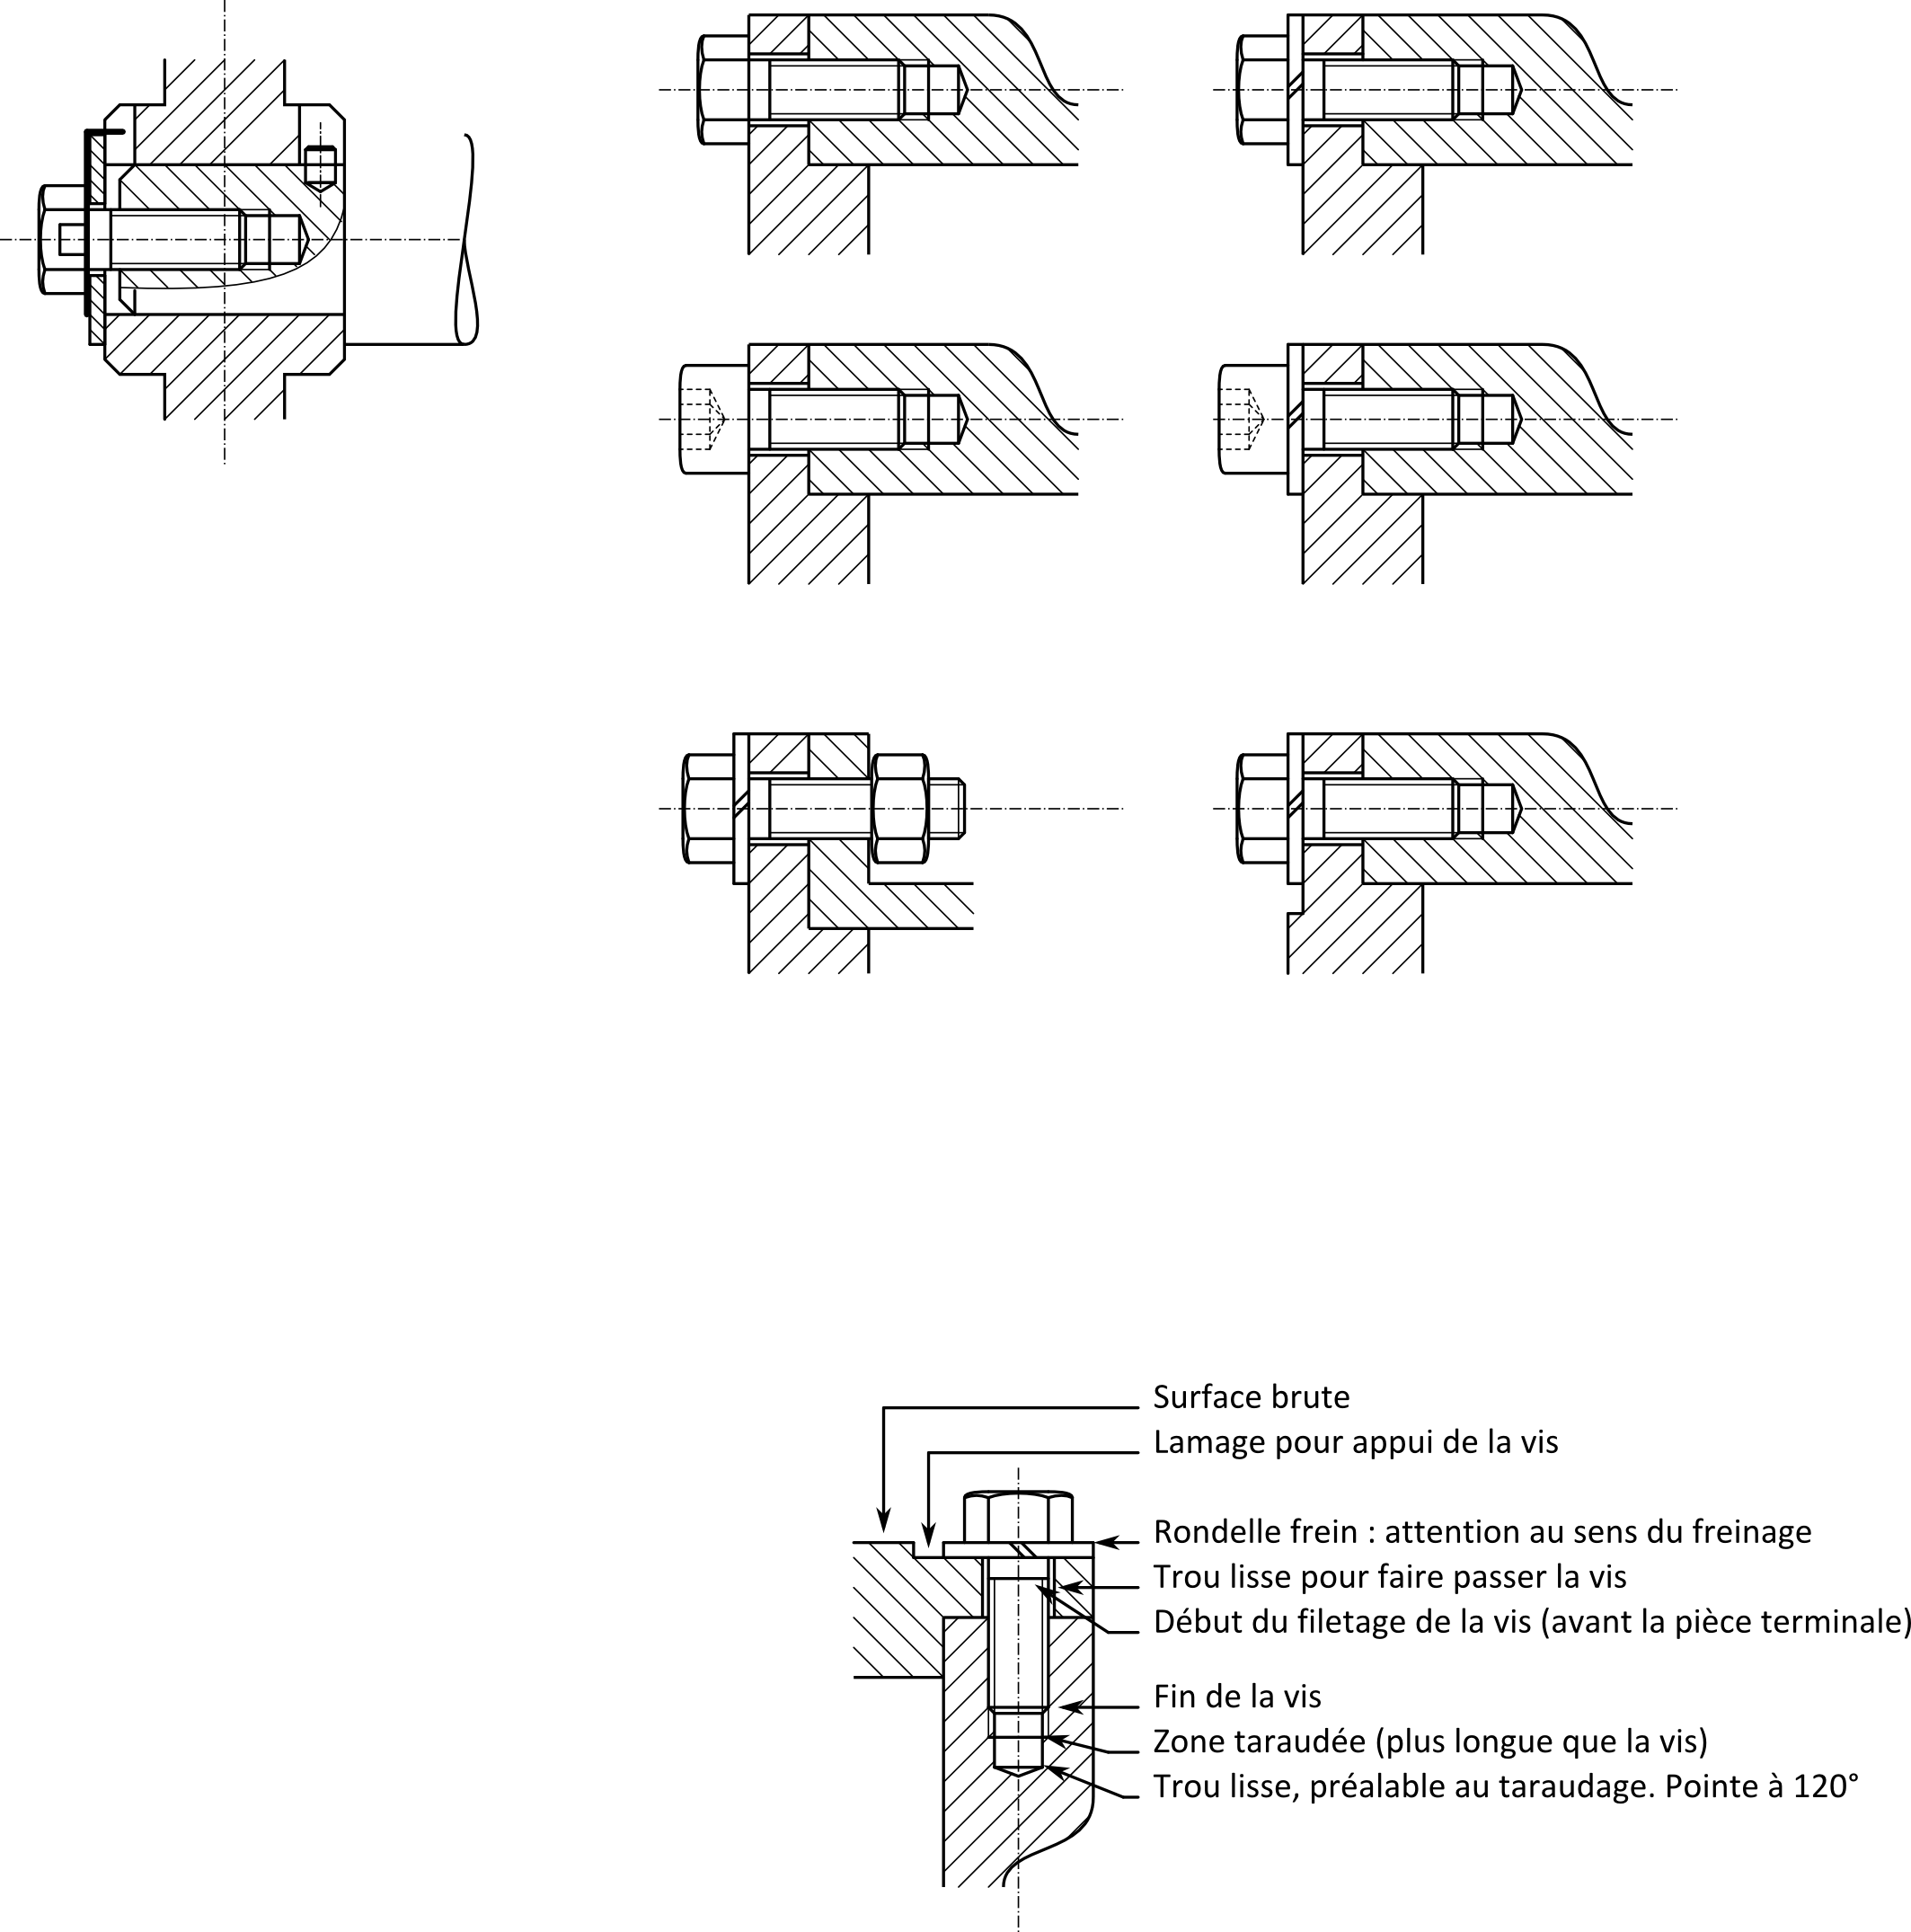 Surface brute
Lamage pour appui de la vis
Rondelle frein : attention au sens du freinage
Trou lisse pour faire passer la vis
Début du filetage de la vis (avant la pièce terminale)
Fin de la vis
Zone taraudée (plus longue que la vis)
Trou lisse, préalable au taraudage. Pointe à 120°